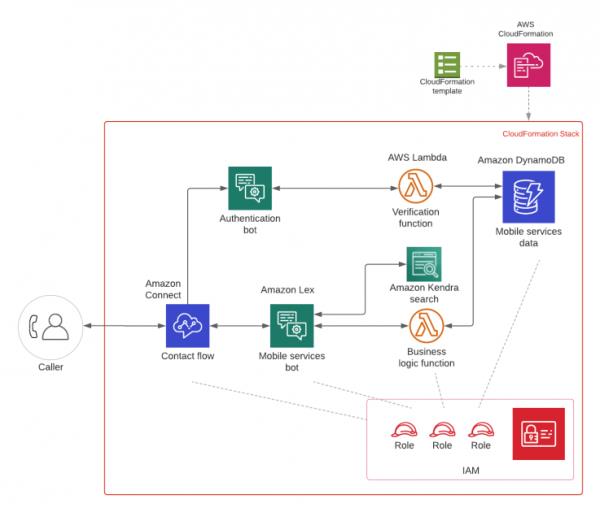 AWS
CloudFormation
CloudFormation
template
CloudFormation Stack
AWS Lambda
Amazon DynamoDB
Authentication
bot
Verification
function
Mobile services
data
Amazon
Connect
Amazon Lex
Amazon Kendra
search
Caller
Contact flow
Mobile services
bot
Business
logic function
Role
Role
Role
IAM